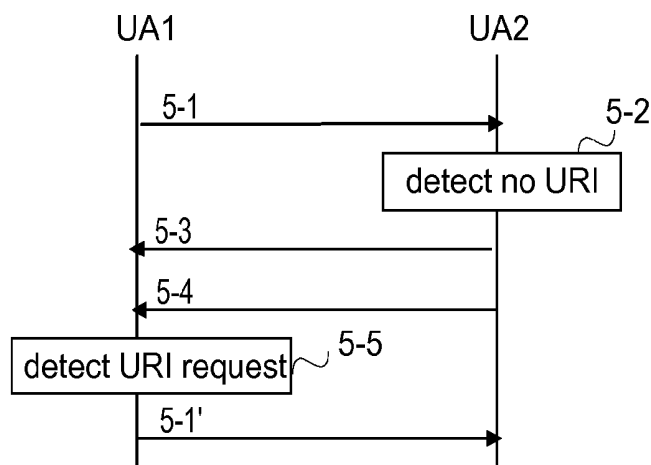 UA1 UA2
5-1
5-2
detect no URI
5-3
5-4
5-5
detect URI request
5-1'